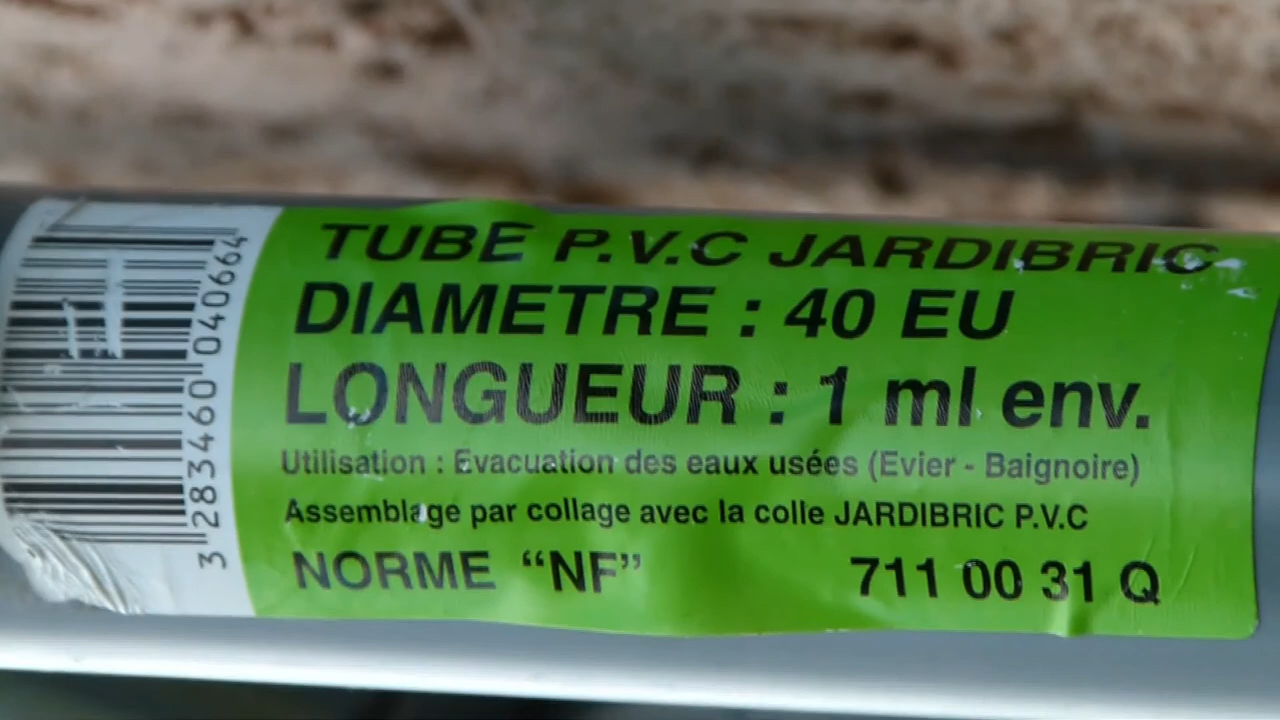 TUBE P.V.C JARDIBRIC
DIAMETRE : 40 EU
LONGUEUR : 1 ml env.
Utilisation : Evacuation des eaux usées (Evier - Baignoire)
Assemblage par collage avec la colle JARDIBRIC P.V.C
NORME “NF” 711 00 31 Q
3 283460 040664